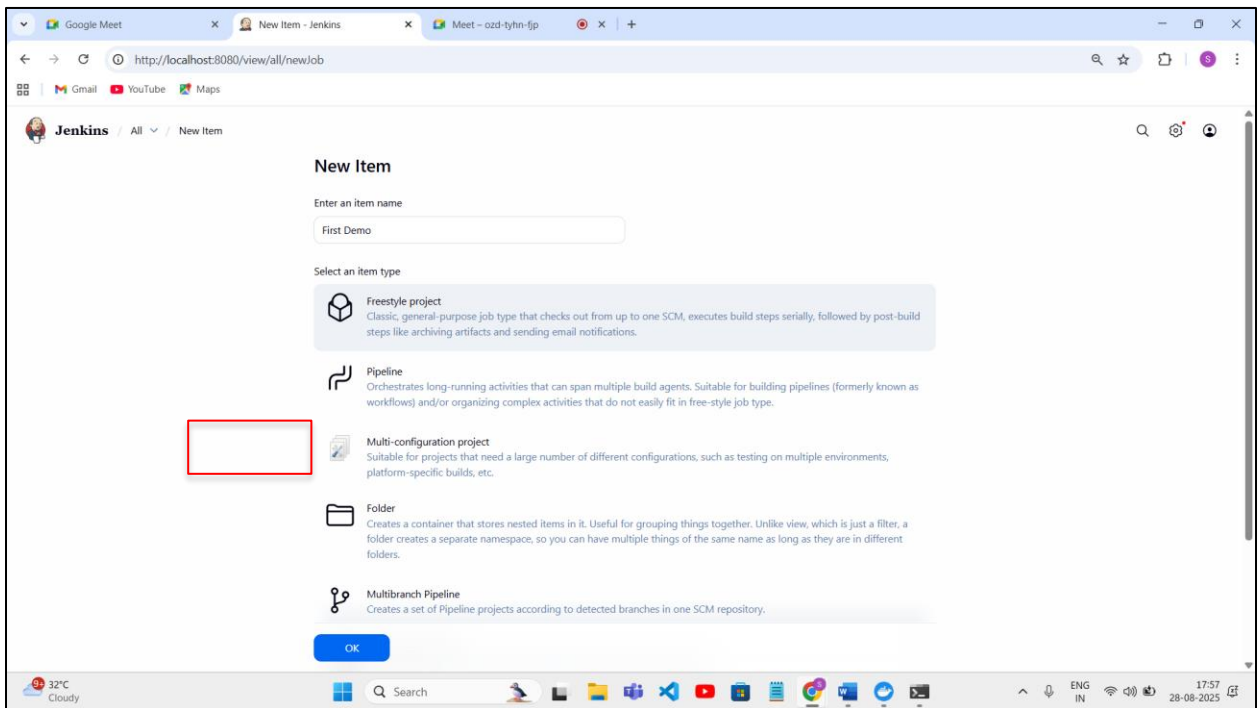 Google Meet
New Item - Jenkins
Meet – ozd-tyhn-fjp
http://localhost:8080/view/all/newJob
S
Gmail
YouTube
Maps
Jenkins / All / New Item
New Item
Enter an item name
First Demo
Select an item type
Freestyle project
Classic, general-purpose job type that checks out from up to one SCM, executes build steps serially, followed by post-build
steps like archiving artifacts and sending email notifications.
Pipeline
Orchestrates long-running activities that can span multiple build agents. Suitable for building pipelines (formerly known as
workflows) and/or organizing complex activities that do not easily fit in free-style job type.
Multi-configuration project
Suitable for projects that need a large number of different configurations, such as testing on multiple environments,
platform-specific builds, etc.
Folder
Creates a container that stores nested items in it. Useful for grouping things together. Unlike view, which is just a filter, a
folder creates a separate namespace, so you can have multiple things of the same name as long as they are in different
folders.
Multibranch Pipeline
Creates a set of Pipeline projects according to detected branches in one SCM repository.
OK
9+
32°C
Cloudy
Search
ENG
IN
17:57
28-08-2025